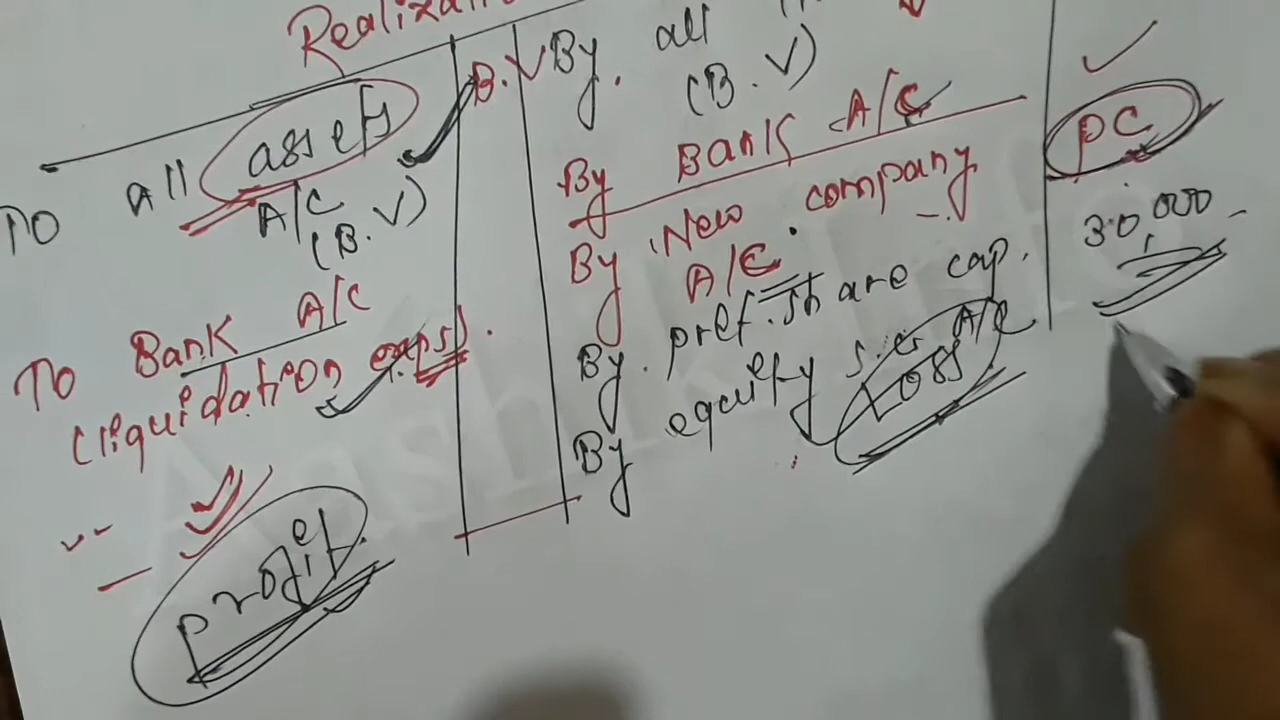 Realiza
To all assets
A/C
(B.V)
B.V
To Bank A/C
(liquidation exps).
profit.
By all
(B.V)
By Bank A/C
By New company
A/C.
By pref. share cap.
By equity s. A/C
Loss
PC
30,000